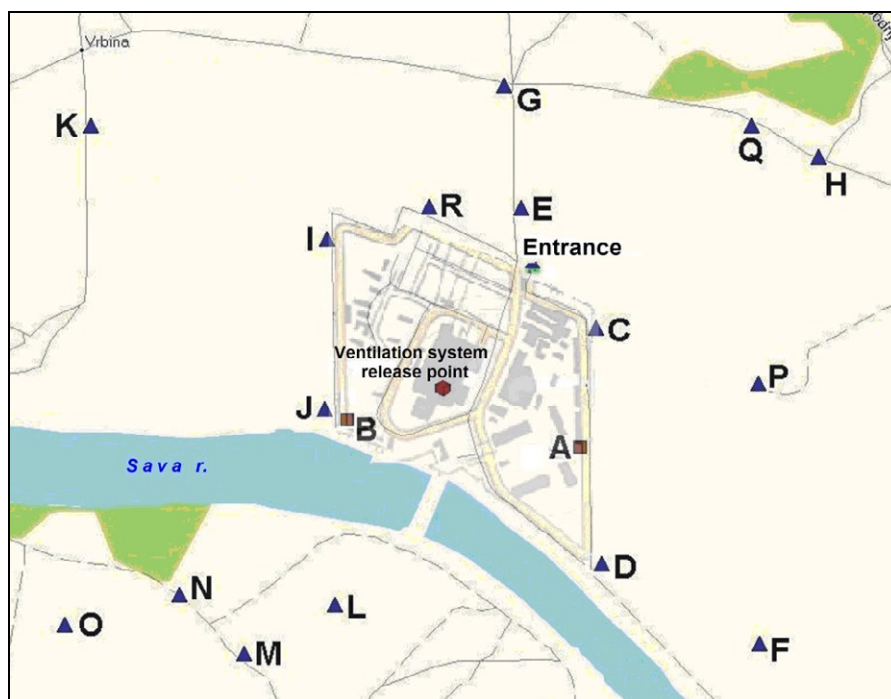 Vrbina
G
K
Q
H
R
E
I
Entrance
C
Ventilation system
release point
P
J
B
A
Sava r.
D
N
L
O
M
F